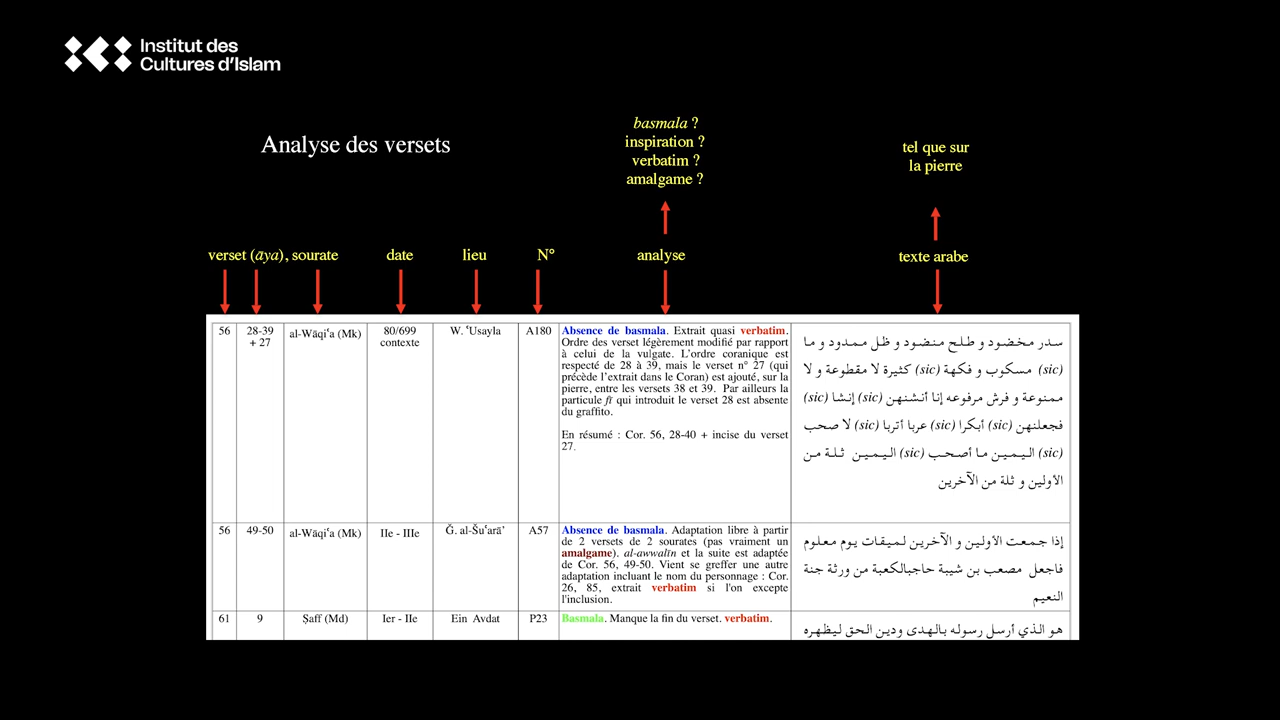 Institut des
Cultures d'Islam
Analyse des versets
basmala ?
inspiration ?
verbatim ?
amalgame ?
tel que sur
la pierre
verset (āya), sourate
date
lieu
N°
analyse
texte arabe
56
28-39
+ 27
al-Wāqiʿa (Mk)
80/699
contexte
W. ʿUsayla
A180
Absence de basmala. Extrait quasi verbatim.
Ordre des verset légèrement modifié par rapport
à celui de la vulgate. L'ordre coranique est
respecté de 28 à 39, mais le verset n° 27 (qui
précède l'extrait dans le Coran) est ajouté, sur la
pierre, entre les versets 38 et 39. Par ailleurs la
particule fī qui introduit le verset 28 est absente
du graffito.
En résumé : Cor. 56, 28-40 + incise du verset
27.
سدر مخضود و طلح منضود و ظل ممدود و ما
(sic) مسكوب و فكهة (sic) كثيرة لا مقطوعة و لا
ممنوعة و فرش مرفوعه إنا أنشنهن (sic) إنشا (sic)
فجعلنهن (sic) أبكرا (sic) عربا أتربا (sic) لا صحب
(sic) اليمين ما أصحب (sic) اليمين ثلة من
الأولين و ثلة من الآخرين
56
49-50
al-Wāqiʿa (Mk)
IIe - IIIe
Ǧ. al-Šuʿarāʾ
A57
Absence de basmala. Adaptation libre à partir
de 2 versets de 2 sourates (pas vraiment un
amalgame). al-awwalīn et la suite est adaptée
de Cor. 56, 49-50. Vient se greffer une autre
adaptation incluant le nom du personnage : Cor.
26, 85, extrait verbatim si l'on excepte
l'inclusion.
إذا جمعت الأولين و الآخرين لميقات يوم معلوم
فاجعل مصعب بن شيبة حاجبالكعبة من ورثة جنة
النعيم
61
9
Ṣaff (Md)
Ier - IIe
Ein Avdat
P23
Basmala. Manque la fin du verset. verbatim.
هو الذي أرسل رسوله بالهدى ودين الحق ليظهره